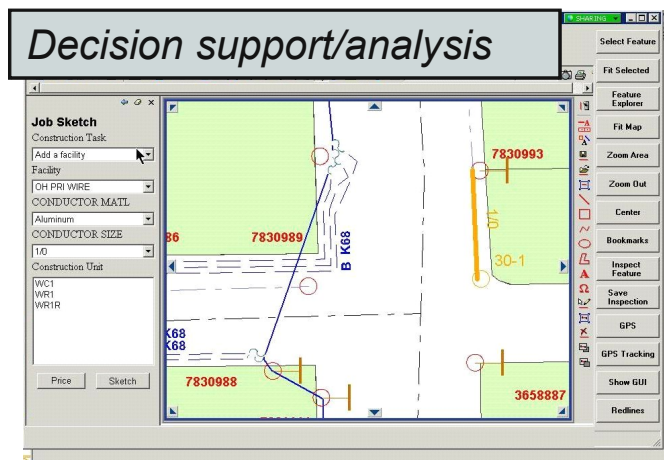 Decision support/analysis
SHARING
Job Sketch
Construction Task
Add a facility
Facility
OH PRI WIRE
CONDUCTOR MATL
Aluminum
CONDUCTOR SIZE
1/0
Construction Unit
WC1
WR1
WR1R
Price
Sketch
7830993
1/0
86
7830989
B K68
30-1
K68
K68
7830988
3658887
Select Feature
Fit Selected
Feature
Explorer
Fit Map
Zoom Area
Zoom Out
Center
Bookmarks
Inspect
Feature
Save
Inspection
GPS
GPS Tracking
Show GUI
Redlines